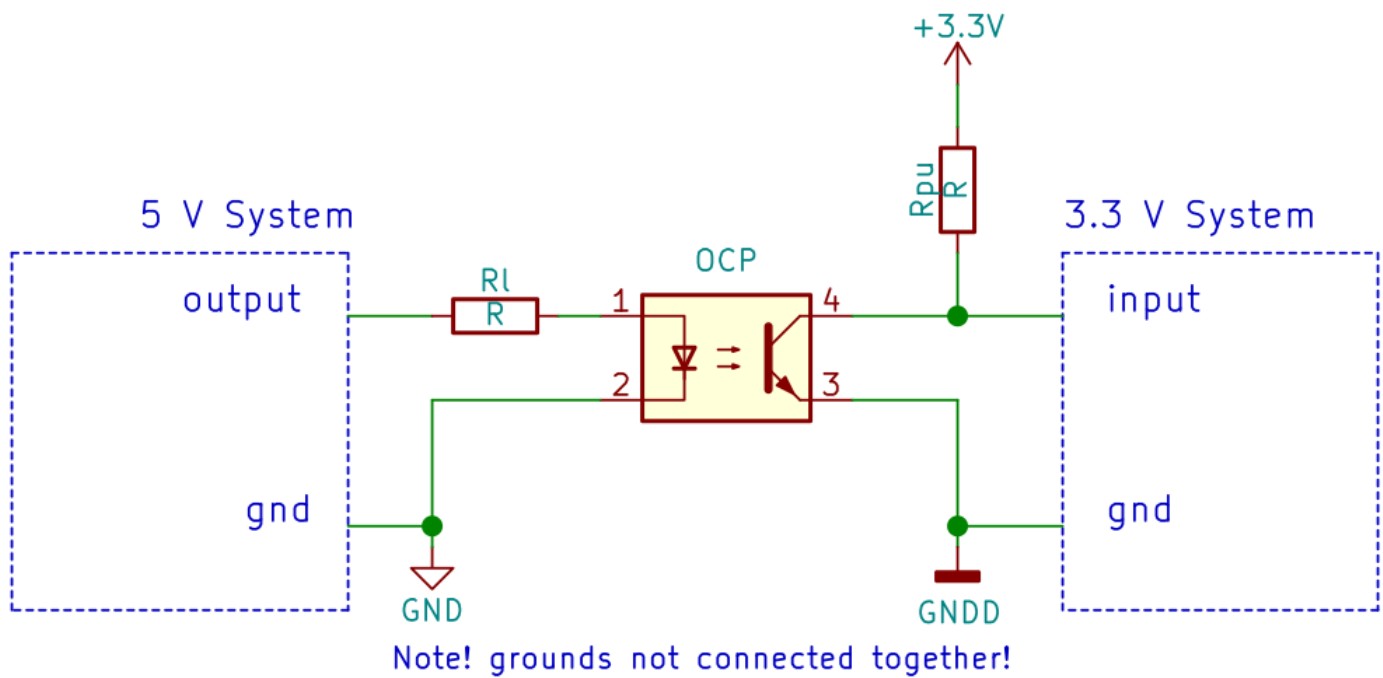 +3.3V
Rpu
R
5 V System
3.3 V System
OCP
output
Rl
R
1
4
input
2
3
gnd
gnd
GND
GNDD
Note! grounds not connected together!